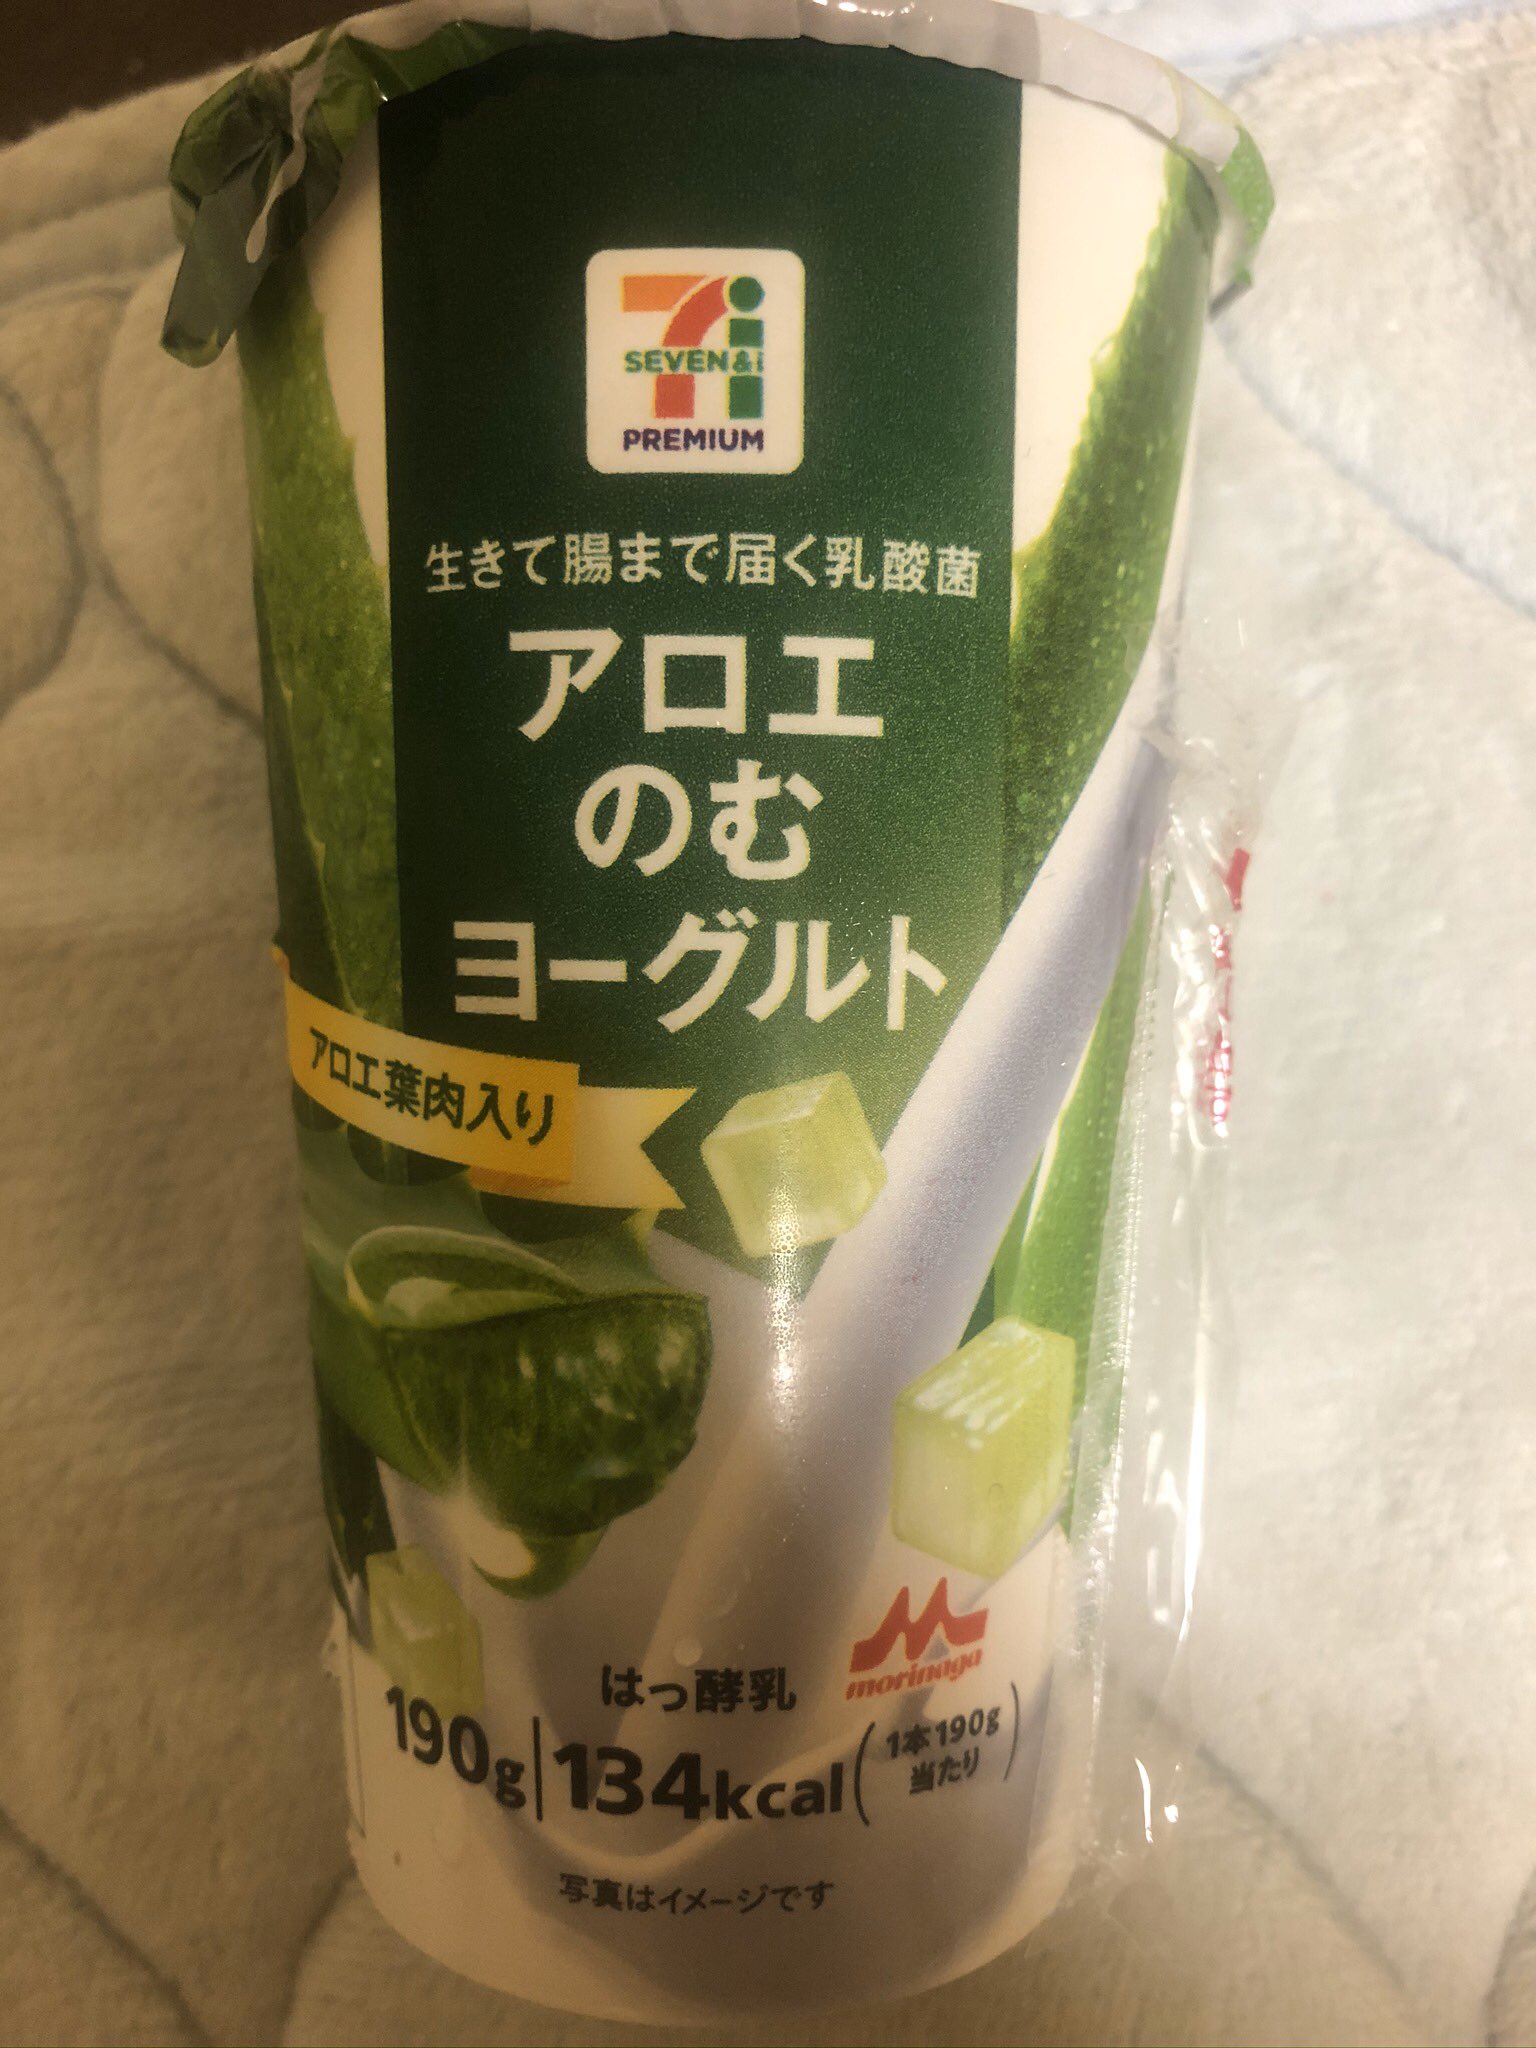 7i
SEVEN&i
PREMIUM
生きて腸まで届く乳酸菌
アロエ
のむ
ヨーグルト
アロエ葉肉入り
morinaga
はっ酵乳
190g 134kcal(1本190g
当たり)
写真はイメージです